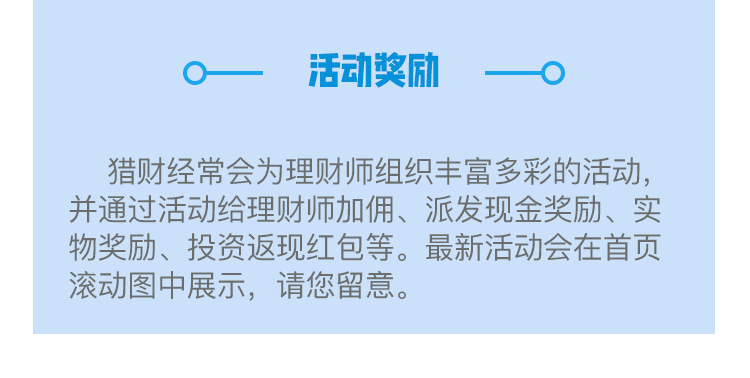 活动奖励
猎财经常会为理财师组织丰富多彩的活动，
并通过活动给理财师加佣、派发现金奖励、实
物奖励、投资返现红包等。最新活动会在首页
滚动图中展示，请您留意。